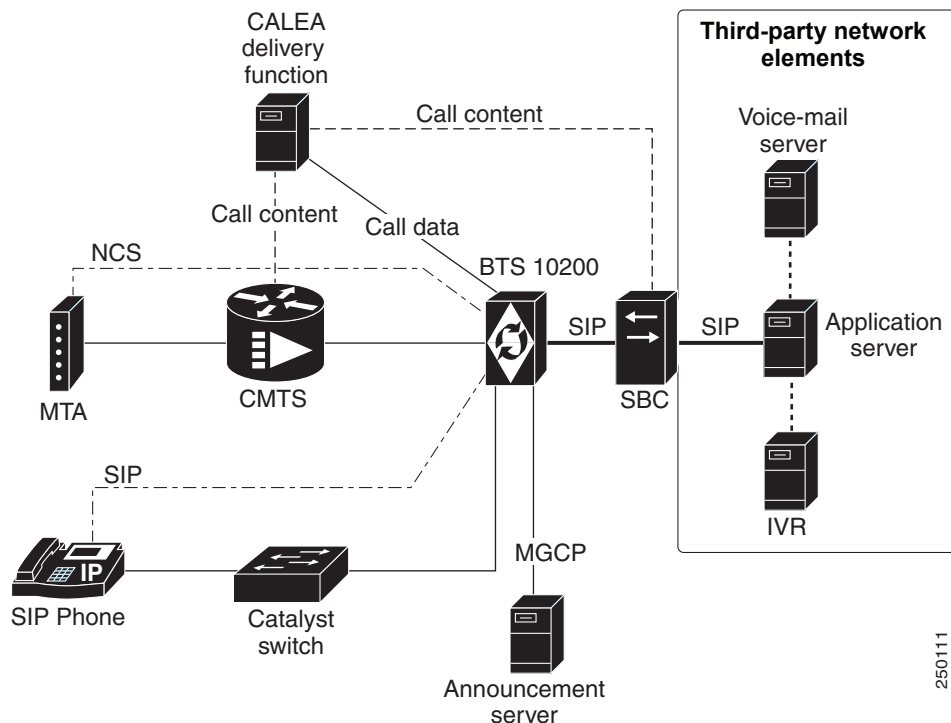 CALEA
delivery
function
Third-party network
elements
Call content
Voice-mail
server
Call content
Call data
NCS
BTS 10200
SIP
SIP
Application
server
MTA
CMTS
SBC
SIP
IVR
IP
MGCP
SIP Phone
Catalyst
switch
Announcement
server
250111